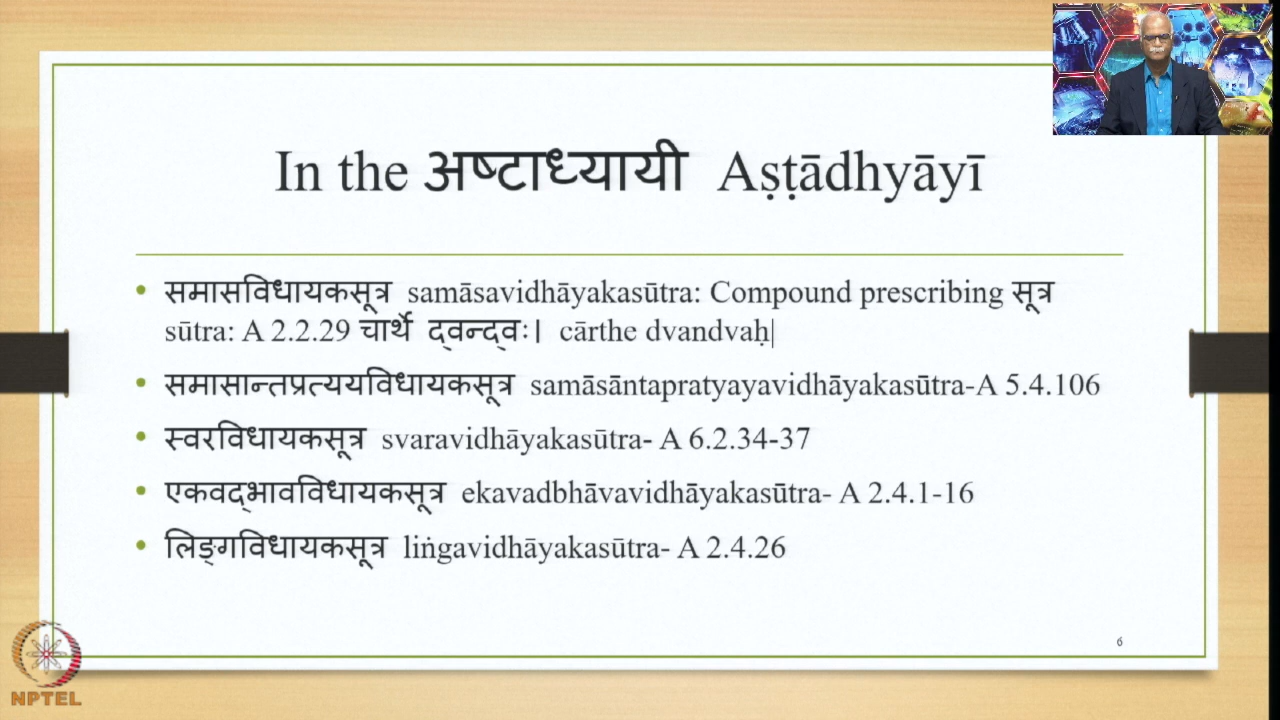 In the अष्टाध्यायी Aṣṭādhyāyī
• समासविधायकसूत्र samāsavidhāyakasūtra: Compound prescribing सूत्र
sūtra: A 2.2.29 चार्थे द्वन्द्वः। cārthe dvandvaḥ|
• समासान्तप्रत्ययविधायकसूत्र samāsāntapratyayavidhāyakasūtra-A 5.4.106
• स्वरविधायकसूत्र svaravidhāyakasūtra- A 6.2.34-37
• एकवद्भावविधायकसूत्र ekavadbhāvavidhāyakasūtra- A 2.4.1-16
• लिङ्गविधायकसूत्र liṅgavidhāyakasūtra- A 2.4.26
6
NPTEL